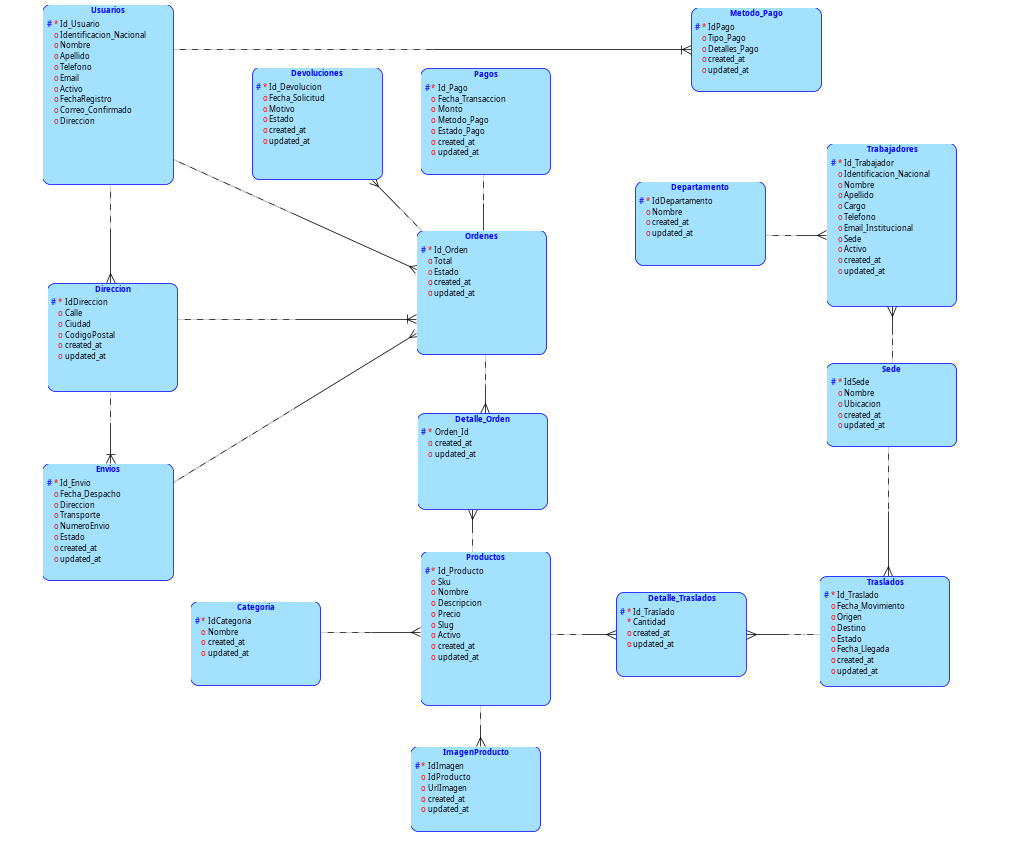 Usuarios
# * Id_Usuario
o Identificacion_Nacional
o Nombre
o Apellido
o Telefono
o Email
o Activo
o FechaRegistro
o Correo_Confirmado
o Direccion
Metodo_Pago
# * IdPago
o Tipo_Pago
o Detalles_Pago
o created_at
o updated_at
Devoluciones
# * Id_Devolucion
o Fecha_Solicitud
o Motivo
o Estado
o created_at
o updated_at
Pagos
# * Id_Pago
o Fecha_Transaccion
o Monto
o Metodo_Pago
o Estado_Pago
o created_at
o updated_at
Trabajadores
# * Id_Trabajador
o Identificacion_Nacional
o Nombre
o Apellido
o Cargo
o Telefono
o Email_Institucional
o Sede
o Activo
o created_at
o updated_at
Departamento
# * IdDepartamento
o Nombre
o created_at
o updated_at
Ordenes
# * Id_Orden
o Total
o Estado
o created_at
o updated_at
Direccion
# * IdDireccion
o Calle
o Ciudad
o CodigoPostal
o created_at
o updated_at
Sede
# * IdSede
o Nombre
o Ubicacion
o created_at
o updated_at
Detalle_Orden
# * Orden_Id
o created_at
o updated_at
Envios
# * Id_Envio
o Fecha_Despacho
o Direccion
o Transporte
o NumeroEnvio
o Estado
o created_at
o updated_at
Productos
# * Id_Producto
o Sku
o Nombre
o Descripcion
o Precio
o Slug
o Activo
o created_at
o updated_at
Categoria
# * IdCategoria
o Nombre
o created_at
o updated_at
Detalle_Traslados
# * Id_Traslado
* Cantidad
o created_at
o updated_at
Traslados
# * Id_Traslado
o Fecha_Movimiento
o Origen
o Destino
o Estado
o Fecha_Llegada
o created_at
o updated_at
ImagenProducto
# * IdImagen
o IdProducto
o UrlImagen
o created_at
o updated_at